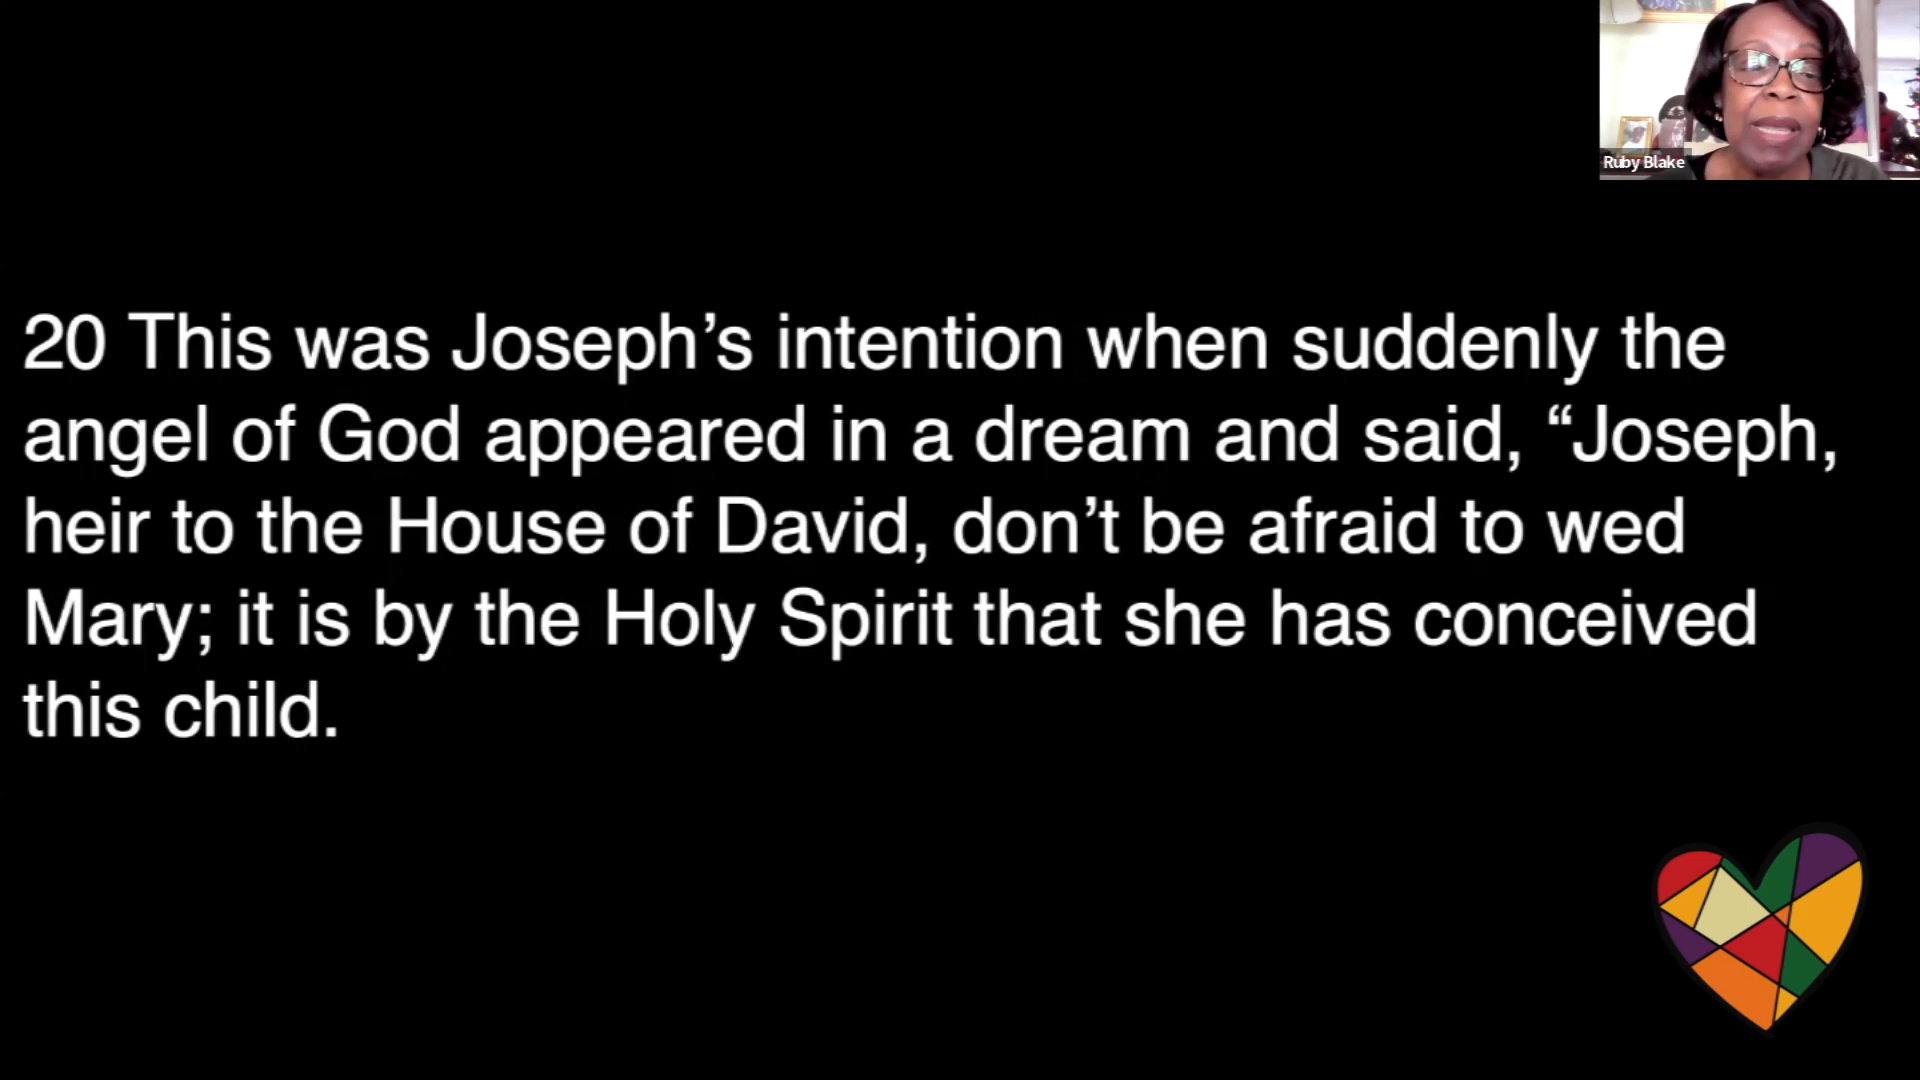 Ruby Blake
20 This was Joseph’s intention when suddenly the
angel of God appeared in a dream and said, “Joseph,
heir to the House of David, don’t be afraid to wed
Mary; it is by the Holy Spirit that she has conceived
this child.